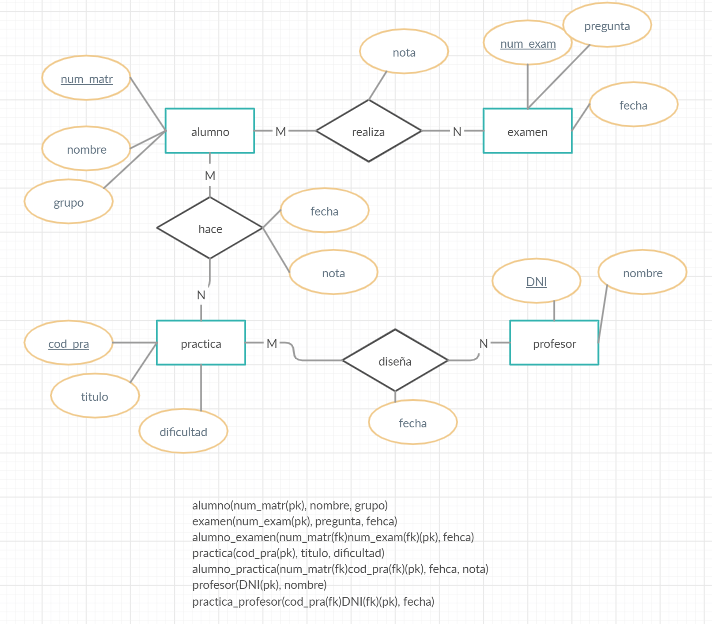 pregunta
num_exam
nota
num_matr
fecha
alumno
M
realiza
N
examen
nombre
M
grupo
fecha
hace
nota
nombre
DNI
N
cod_pra
practica
M
N
profesor
diseña
titulo
fecha
dificultad
alumno(num_matr(pk), nombre, grupo)
examen(num_exam(pk), pregunta, fehca)
alumno_examen(num_matr(fk)num_exam(fk)(pk), fehca)
practica(cod_pra(pk), titulo, dificultad)
alumno_practica(num_matr(fk)cod_pra(fk)(pk), fehca, nota)
profesor(DNI(pk), nombre)
practica_profesor(cod_pra(fk)DNI(fk)(pk), fecha)